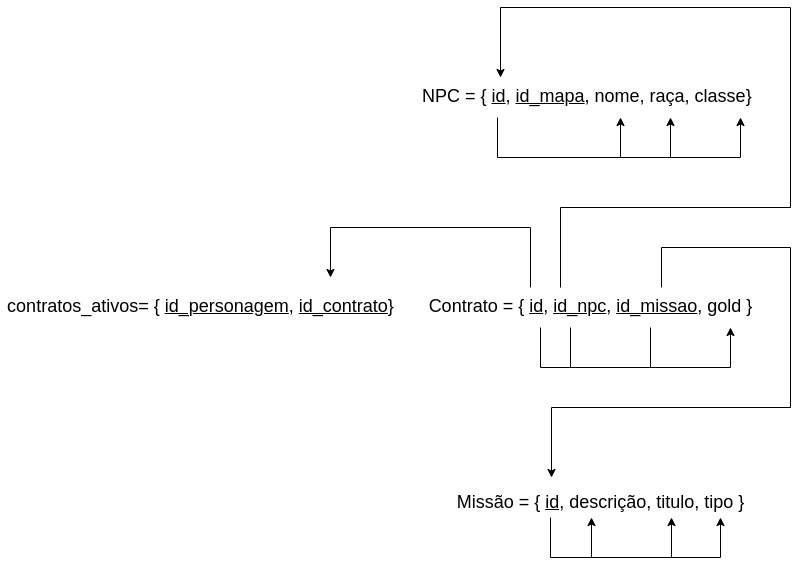 NPC = { id, id_mapa, nome, raça, classe}
contratos_ativos= { id_personagem, id_contrato}
Contrato = { id, id_npc, id_missao, gold }
Missão = { id, descrição, titulo, tipo }